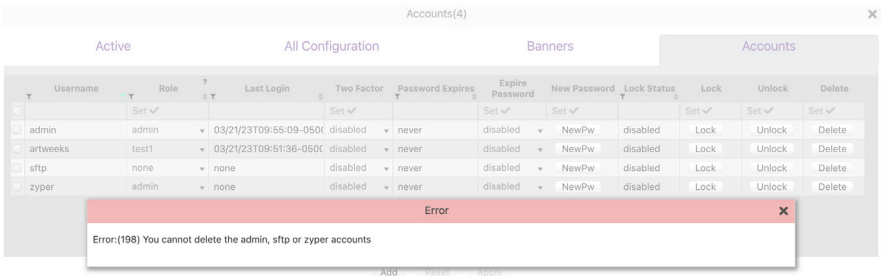 Accounts(4)
Active All Configuration Banners Accounts
Username Role ? Last Login Two Factor Password Expires Expire Password New Password Lock Status Lock Unlock Delete
Set Set Set Set Set Set
admin admin 03/21/23T09:55:09-0500 disabled never disabled NewPw disabled Lock Unlock Delete
artweeks test1 03/21/23T09:51:36-0500 disabled never disabled NewPw disabled Lock Unlock Delete
sftp none none disabled never disabled NewPw disabled Lock Unlock Delete
zyper admin none disabled never disabled NewPw disabled Lock Unlock Delete
Error
Error:(198) You cannot delete the admin, sftp or zyper accounts
Add Reset Apply